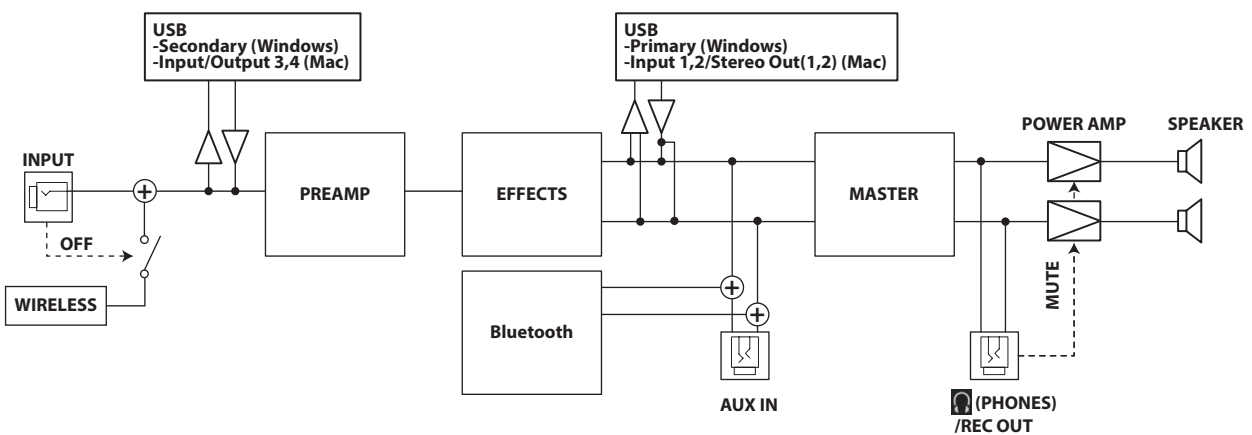 USB
-Secondary (Windows)
-Input/Output 3,4 (Mac)
USB
-Primary (Windows)
-Input 1,2/Stereo Out(1,2) (Mac)
INPUT
OFF
WIRELESS
PREAMP
EFFECTS
Bluetooth
AUX IN
MASTER
POWER AMP
SPEAKER
MUTE
(PHONES)
/REC OUT